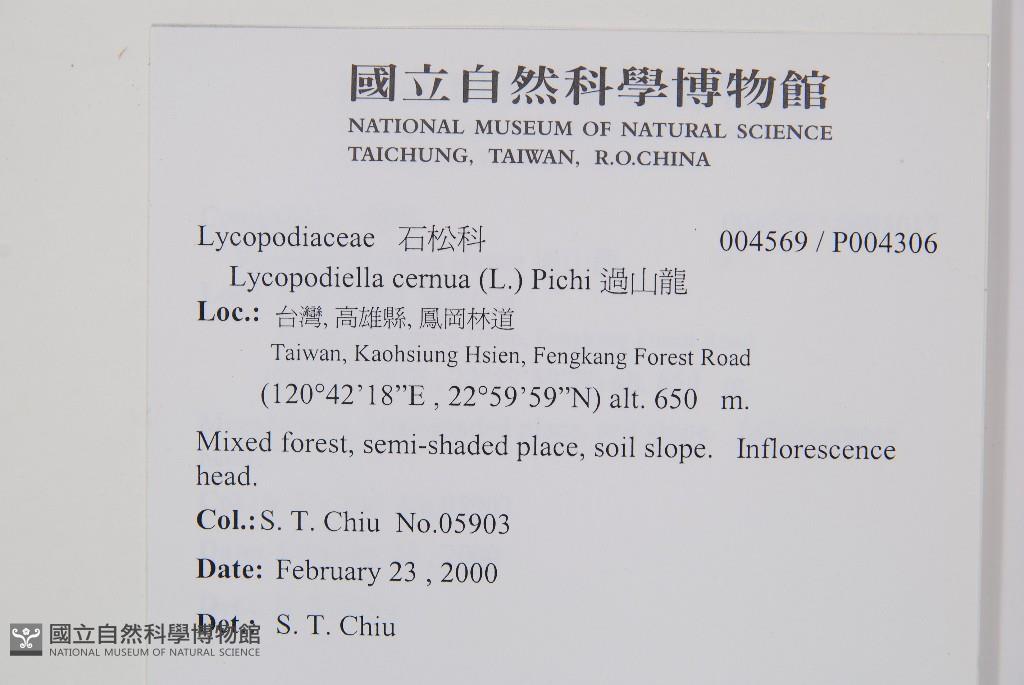 國立自然科學博物館
NATIONAL MUSEUM OF NATURAL SCIENCE
TAICHUNG, TAIWAN, R.O.CHINA
Lycopodiaceae 石松科 004569 / P004306
Lycopodiella cernua (L.) Pichi 過山龍
Loc.: 台灣, 高雄縣, 鳳岡林道
Taiwan, Kaohsiung Hsien, Fengkang Forest Road
(120°42’18”E , 22°59’59”N) alt. 650 m.
Mixed forest, semi-shaded place, soil slope. Inflorescence
head.
Col.: S. T. Chiu No.05903
Date: February 23 , 2000
Det.: S. T. Chiu
國立自然科學博物館
NATIONAL MUSEUM OF NATURAL SCIENCE